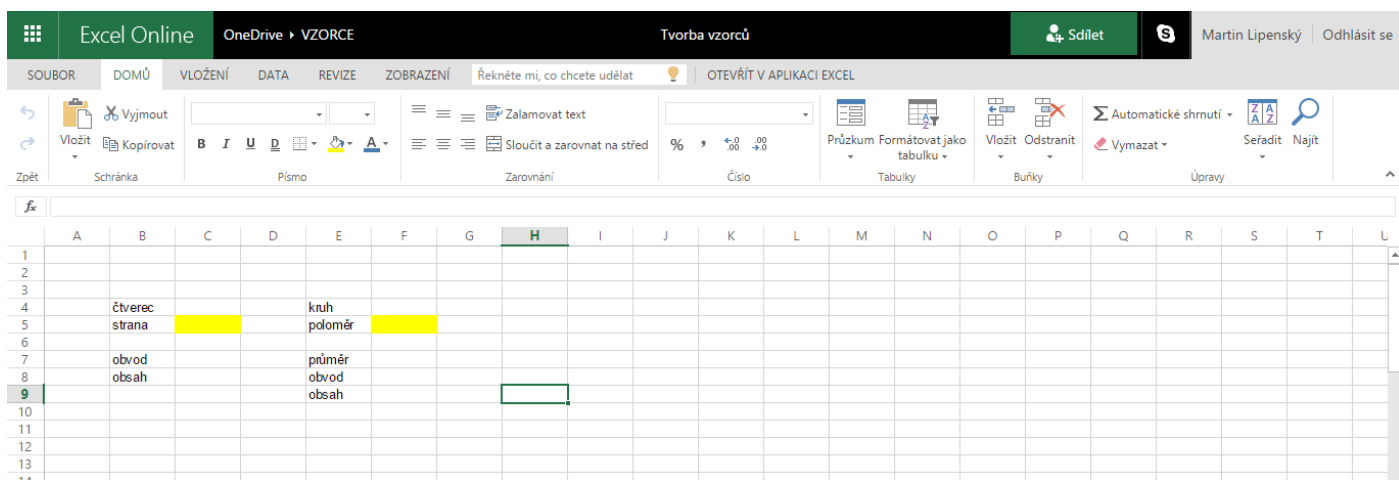 Excel Online OneDrive ▸ VZORCE Tvorba vzorců Sdílet Martin Lipenský Odhlásit se
SOUBOR DOMŮ VLOŽENÍ DATA REVIZE ZOBRAZENÍ Řekněte mi, co chcete udělat OTEVŘÍT V APLIKACI EXCEL
Vyjmout Zalamovat text Automatické shrnutí
Vložit Kopírovat B I U D A Sloučit a zarovnat na střed % , ,00 Průzkum Formátovat jako tabulku Vložit Odstranit Vymazat Seřadit Najít
Zpět Schránka Písmo Zarovnání Číslo Tabulky Buňky Úpravy
fx
A B C D E F G H I J K L M N O P Q R S T U
1
2
3
4 čtverec kruh
5 strana poloměr
6
7 obvod průměr
8 obsah obvod
9 obsah
10
11
12
13
14